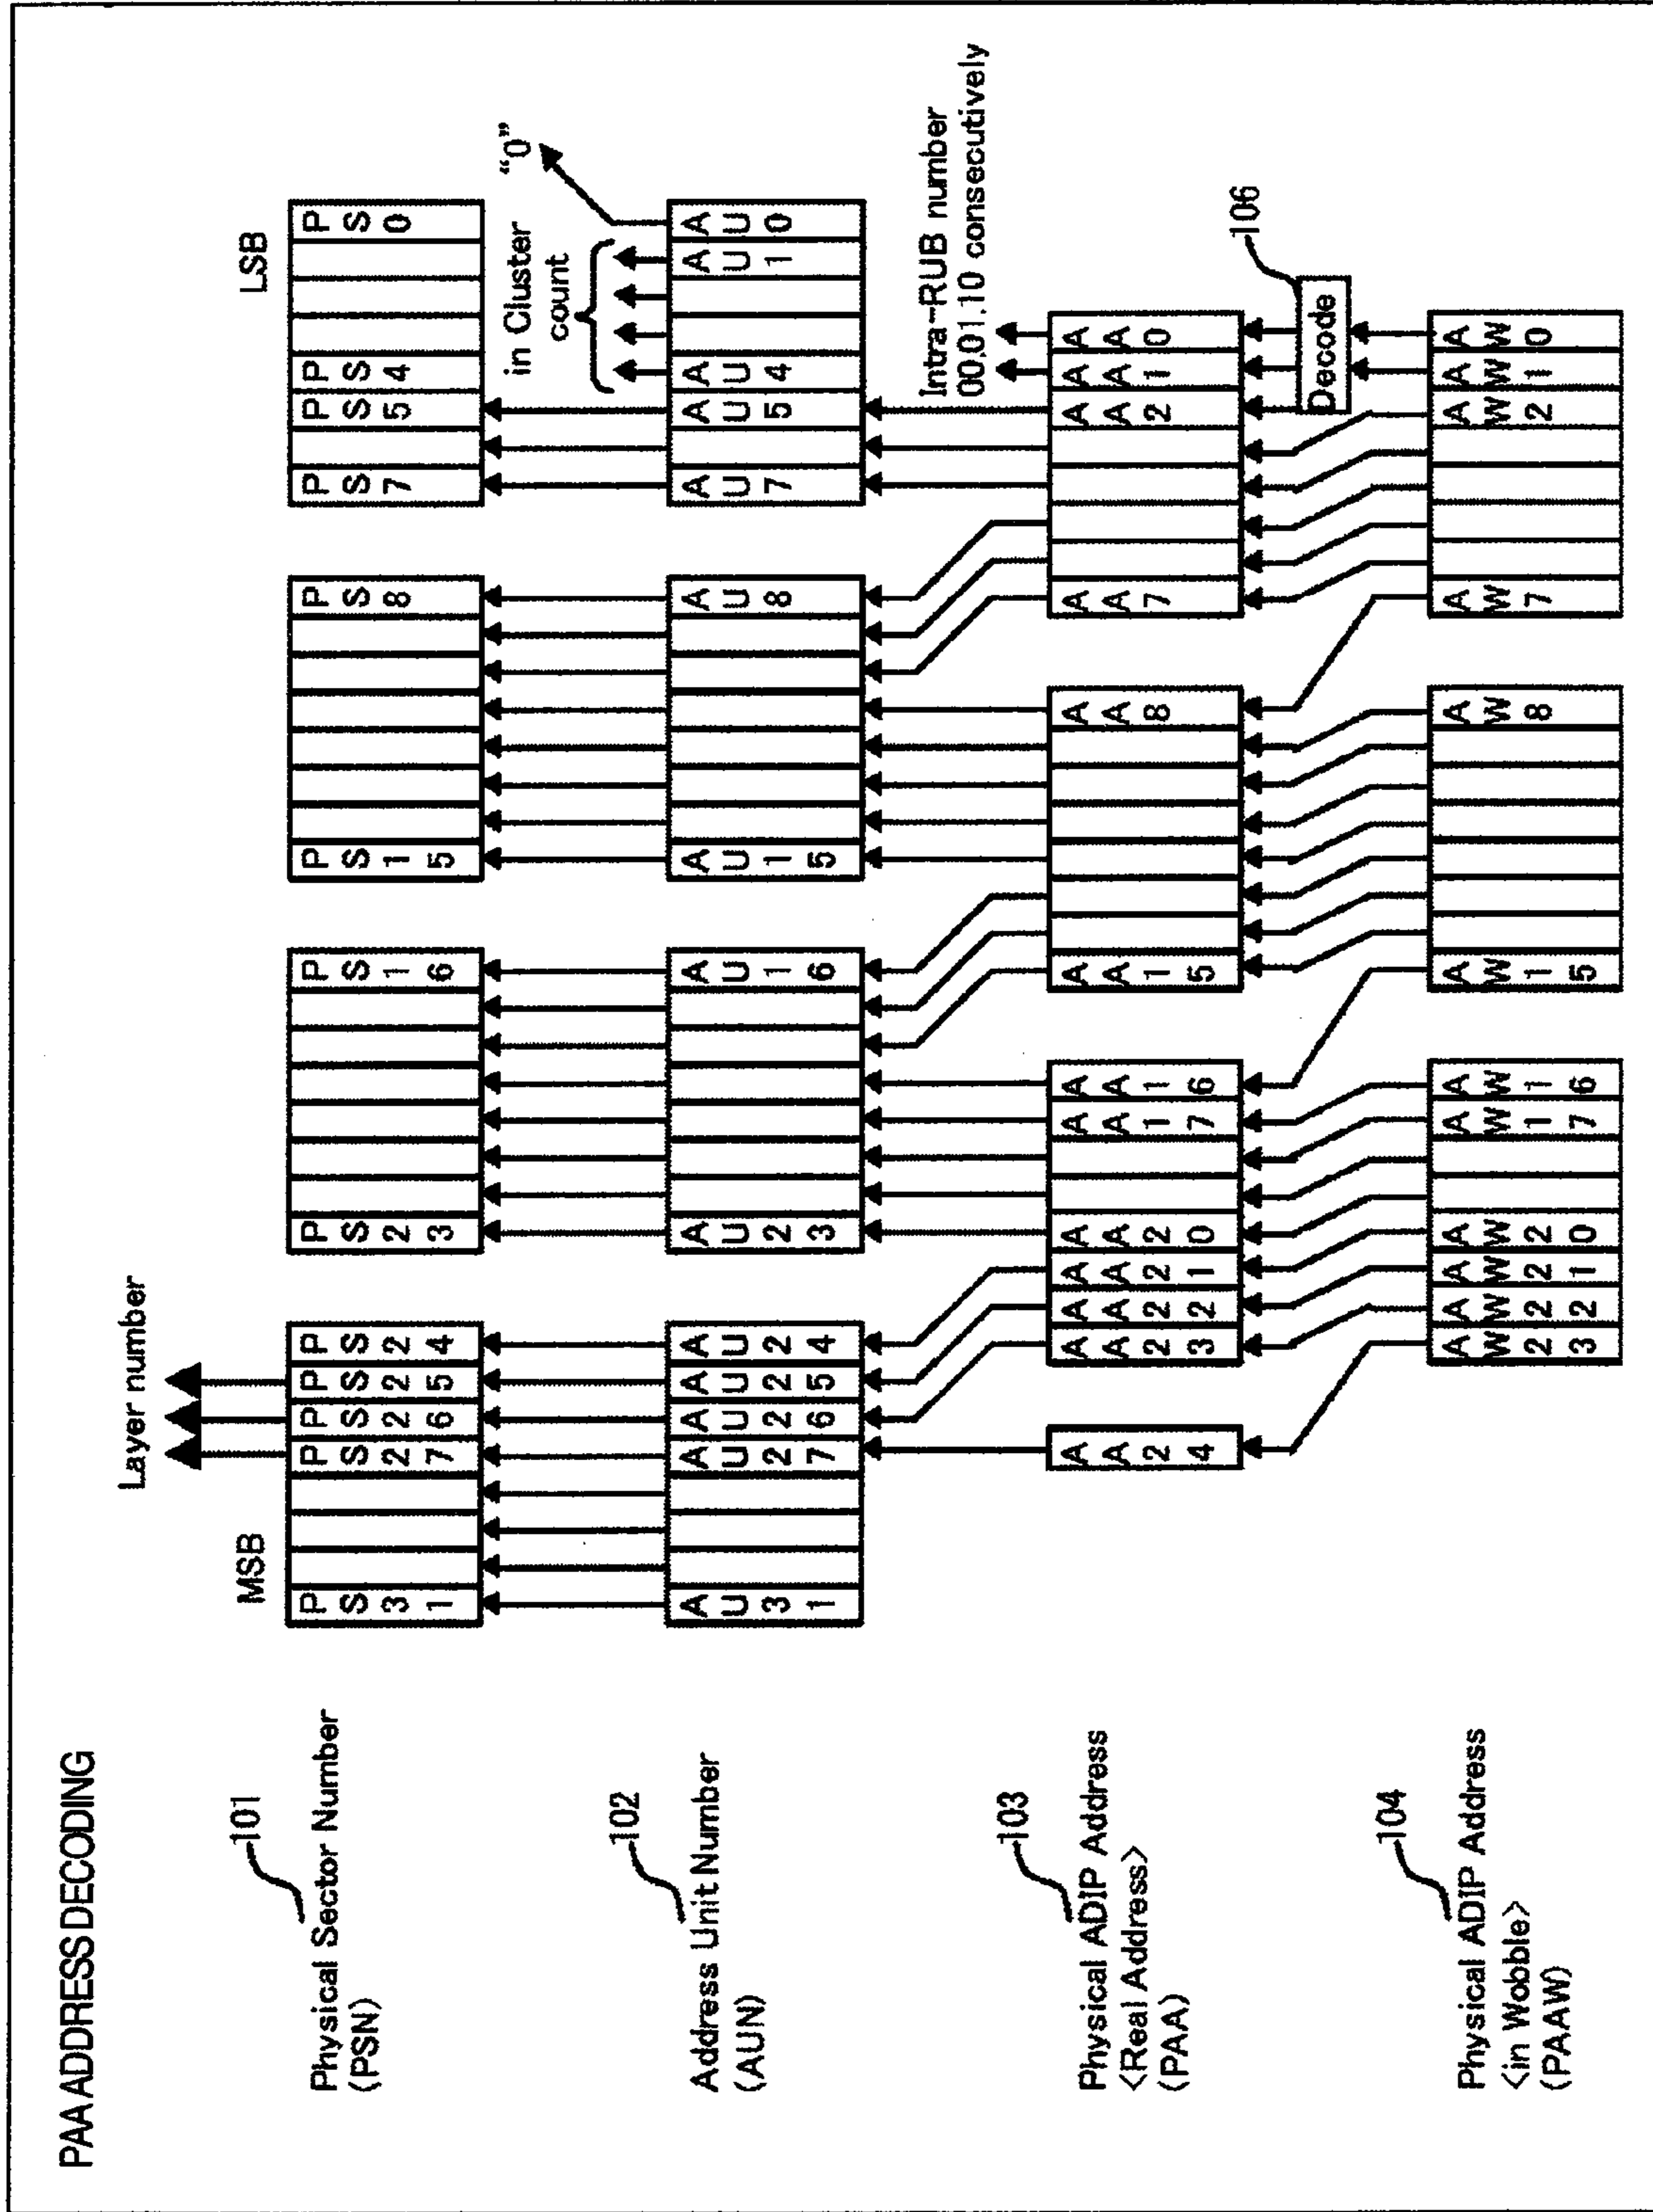 PAA ADDRESS DECODING
Layer number
MSB
LSB
101
Physical Sector Number
(PSN)
PS31 PS27 PS26 PS25 PS24
PS23 PS16
PS15 PS8
PS7 PS5 PS4 PS0
in Cluster
count
“0”
102
Address Unit Number
(AUN)
AU31 AU27 AU26 AU25 AU24
AU23 AU16
AU15 AU8
AU7 AU5 AU4 AU1 AU0
Intra-RUB number
00,01,10 consecutively
103
Physical ADIP Address
<Real Address>
(PAA)
AA24
AA23 AA22 AA21 AA20 AA17 AA16
AA15 AA8
AA7 AA2 AA1 AA0
106
Decode
104
Physical ADIP Address
<in Wobble>
(PAAW)
AW23 AW22 AW21 AW20 AW17 AW16
AW15 AW8
AW7 AW2 AW1 AW0